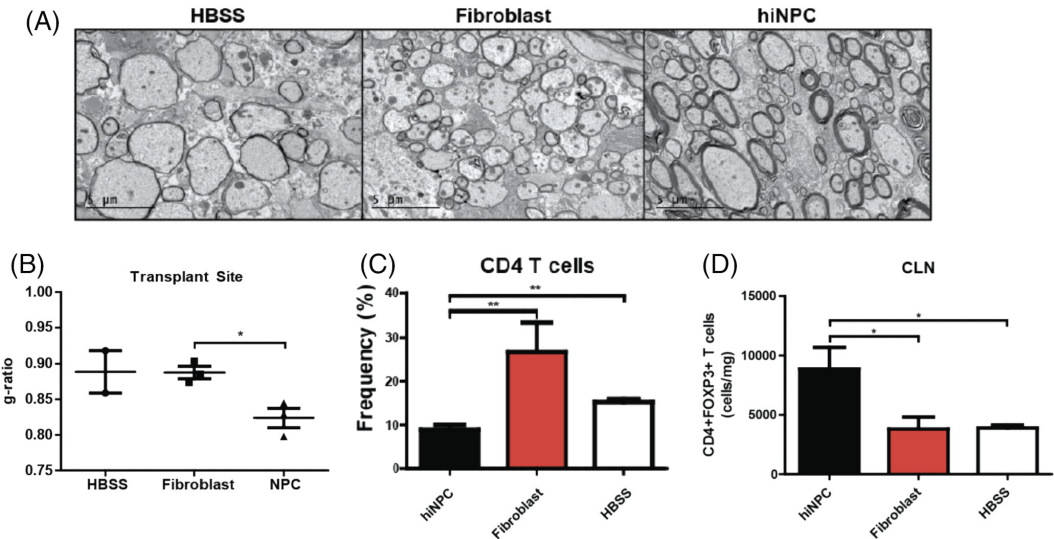 (A)
HBSS
Fibroblast
hiNPC
5 μm
5 μm
5 μm
(B)
Transplant Site
g-ratio
1.00
0.95
0.90
0.85
0.80
0.75
*
HBSS
Fibroblast
NPC
(C)
CD4 T cells
Frequency (%)
40
30
20
10
0
**
**
hiNPC
Fibroblast
HBSS
(D)
CLN
CD4+FOXP3+ T cells
(cells/mg)
15000
10000
5000
0
*
*
hiNPC
Fibroblast
HBSS